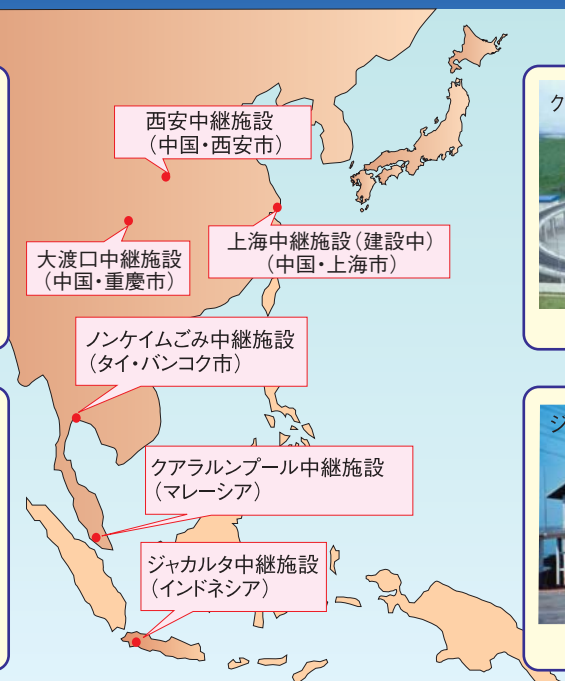 西安中継施設
（中国・西安市）
上海中継施設（建設中）
（中国・上海市）
大渡口中継施設
（中国・重慶市）
ノンケイムごみ中継施設
（タイ・バンコク市）
クアラルンプール中継施設
（マレーシア）
ジャカルタ中継施設
（インドネシア）
ク
ジ